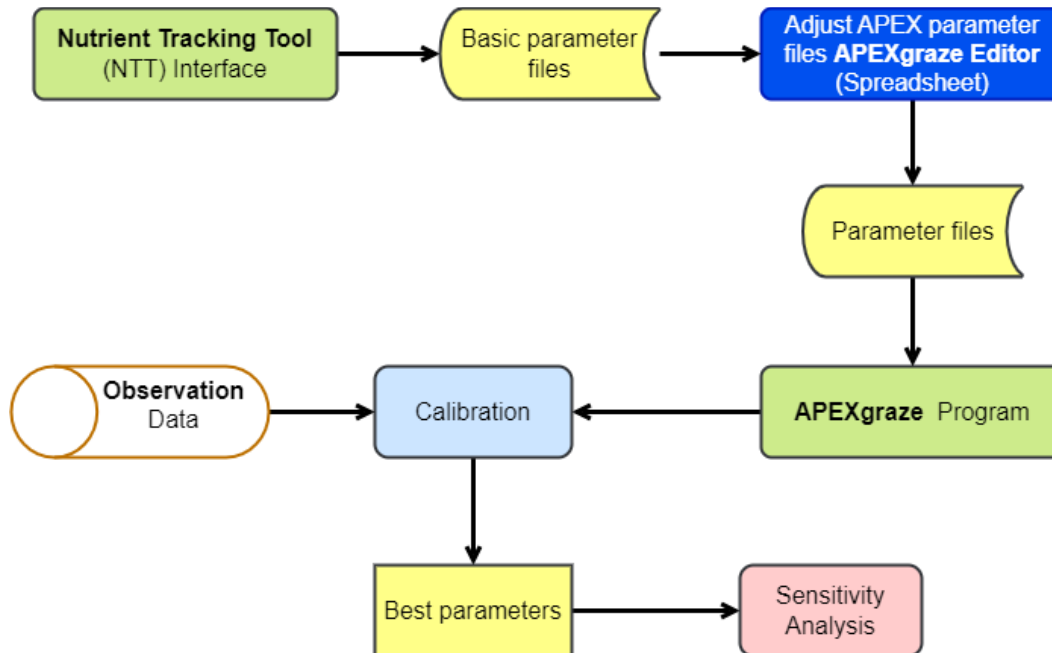 Nutrient Tracking Tool
(NTT) Interface
Basic parameter
files
Adjust APEX parameter
files APEXgraze Editor
(Spreadsheet)
Parameter files
Observation
Data
Calibration
APEXgraze Program
Best parameters
Sensitivity
Analysis